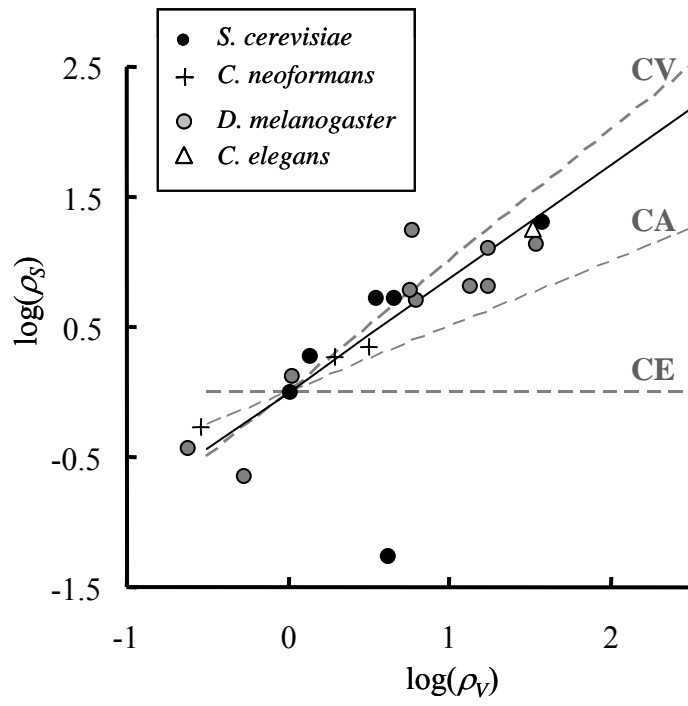 S. cerevisiae
C. neoformans
D. melanogaster
C. elegans
2.5
1.5
0.5
-0.5
-1.5
log(ρS)
CV
CA
CE
-1
0
1
2
log(ρV)